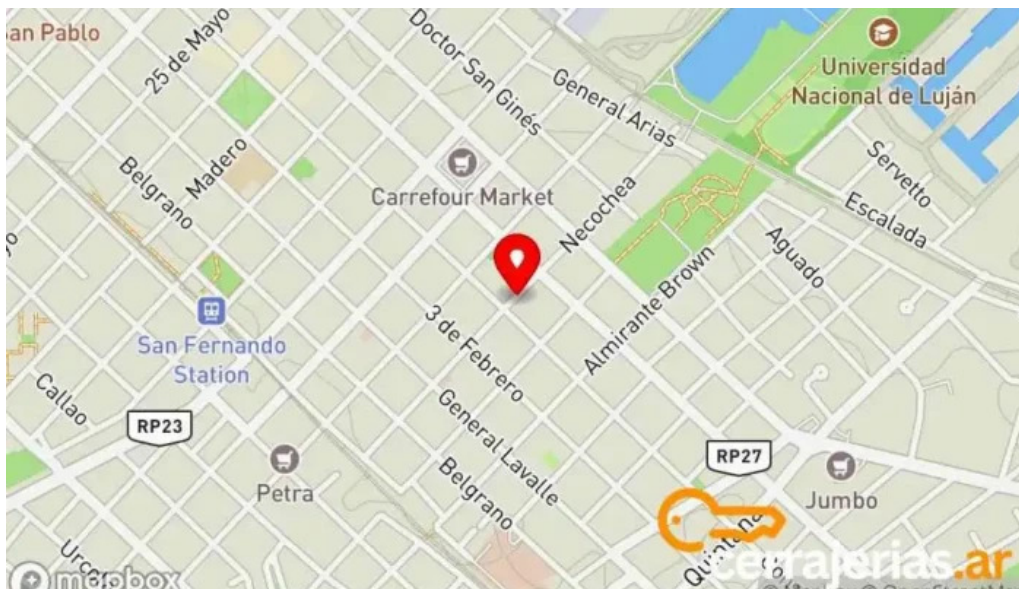 an Pablo
25 de Mayo
Doctor San Ginés
General Arias
Universidad
Nacional de Luján
Madero
Belgrano
Carrefour Market
Necochea
Servetto
Escalada
Aguado
Almirante Brown
San Fernando
Station
3 de Febrero
Callao
RP23
General Lavalle
RP27
Petra
Belgrano
Jumbo
Quintana
cerrajerias.ar
mapbox